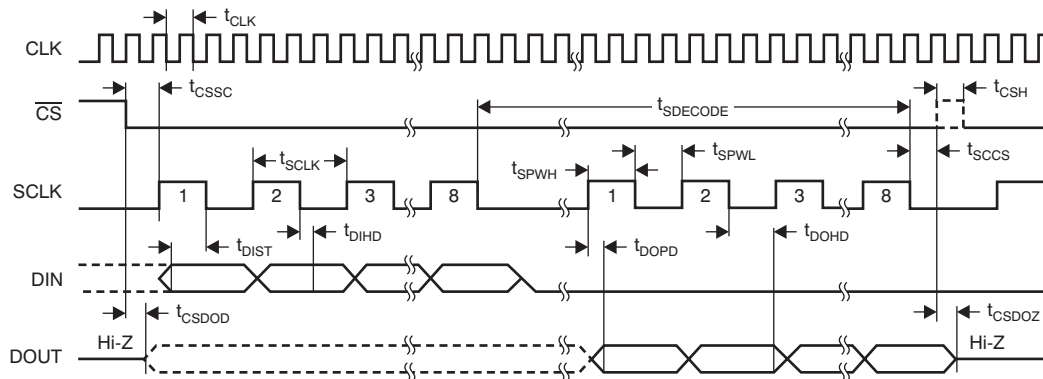 t_CLK
CLK
t_CSSC
t_CSH
CS
t_SDECODE
t_SCLK
t_SPWH
t_SPWL
t_SCCS
SCLK
1 2 3 8 1 2 3 8
t_DIST
t_DIHD
t_DOPD
t_DOHD
DIN
t_CSDOD
t_CSDOZ
Hi-Z
Hi-Z
DOUT